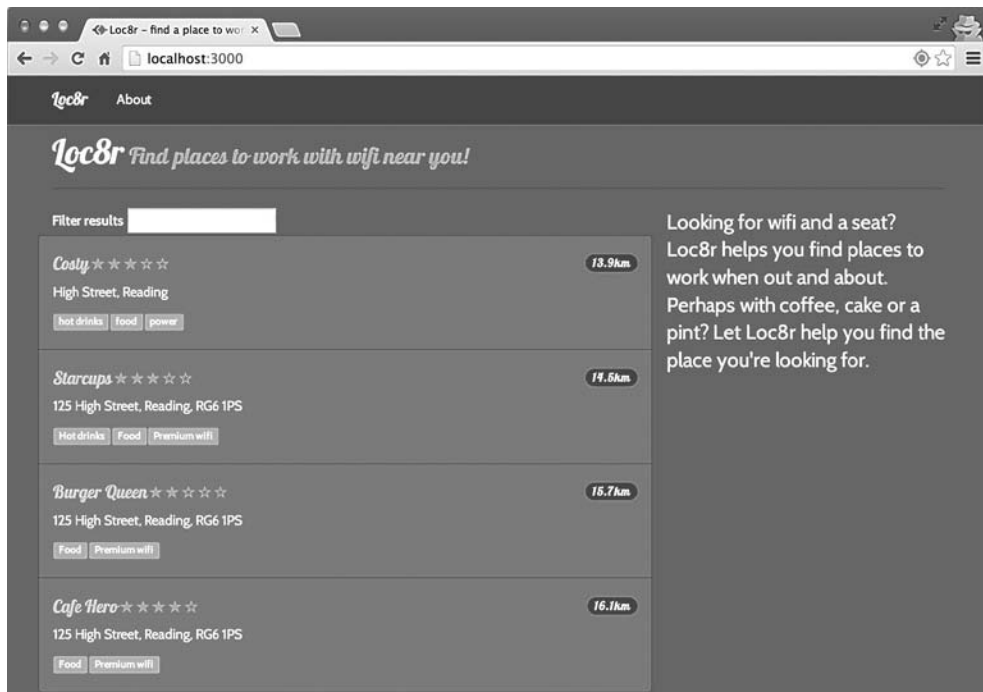 Loc8r – find a place to wor
localhost:3000
Loc8r About
Loc8r Find places to work with wifi near you!
Filter results
Costy
13.9km
High Street, Reading
hot drinks food power
Starcups
14.5km
125 High Street, Reading, RG6 1PS
Hot drinks Food Premium wifi
Burger Queen
15.7km
125 High Street, Reading, RG6 1PS
Food Premium wifi
Cafe Hero
16.1km
125 High Street, Reading, RG6 1PS
Food Premium wifi
Looking for wifi and a seat?
Loc8r helps you find places to
work when out and about.
Perhaps with coffee, cake or a
pint? Let Loc8r help you find the
place you're looking for.